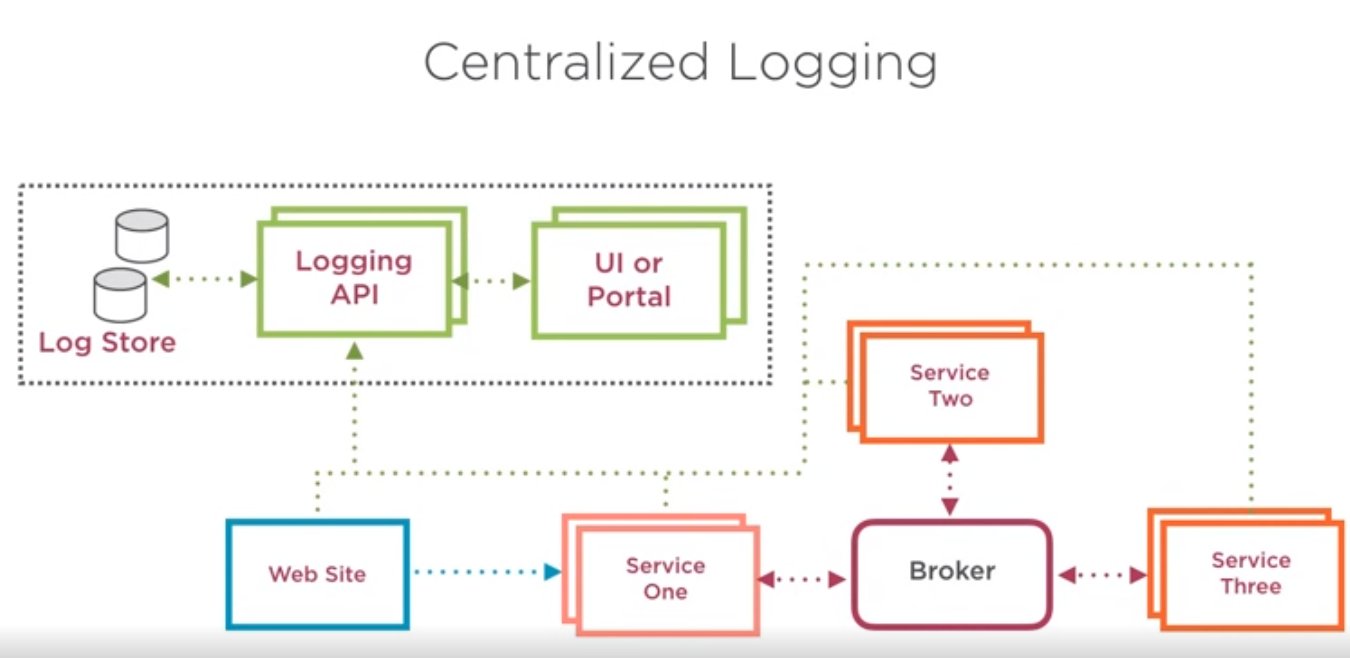 Centralized Logging
Logging
API
UI or
Portal
Log Store
Service
Two
Web Site
Service
One
Broker
Service
Three